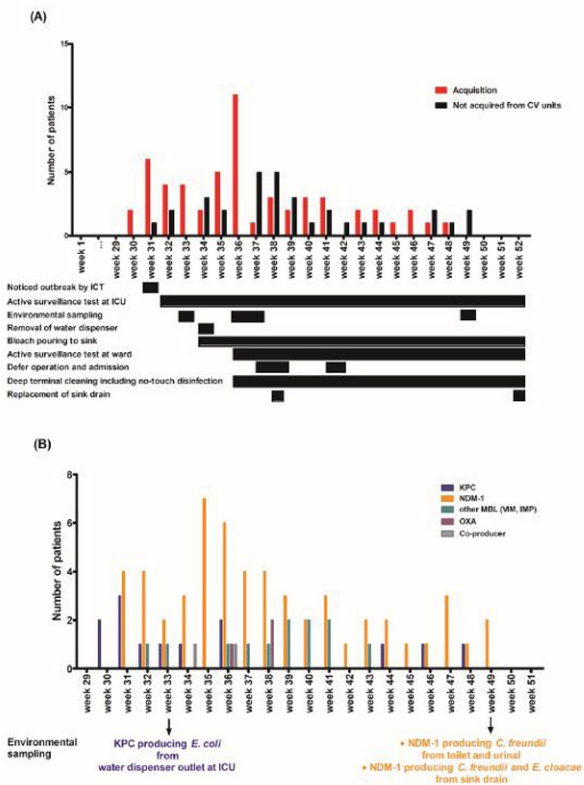 (A)
15
10
5
0
Number of patients
Acquisition
Not acquired from CV units
week 1
...
week 29
week 30
week 31
week 32
week 33
week 34
week 35
week 36
week 37
week 38
week 39
week 40
week 41
week 42
week 43
week 44
week 45
week 46
week 47
week 48
week 49
week 50
week 51
week 52
Noticed outbreak by ICT
Active surveillance test at ICU
Environmental sampling
Removal of water dispenser
Bleach pouring to sink
Active surveillance test at ward
Defer operation and admission
Deep terminal cleaning including no-touch disinfection
Replacement of sink drain
(B)
8
6
4
2
0
Number of patients
KPC
NDM-1
other MBL (VIM, IMP)
OXA
Co-producer
week 29
week 30
week 31
week 32
week 33
week 34
week 35
week 36
week 37
week 38
week 39
week 40
week 41
week 42
week 43
week 44
week 45
week 46
week 47
week 48
week 49
week 50
week 51
Environmental
sampling
KPC producing E. coli
from
water dispenser outlet at ICU
• NDM-1 producing C. freundii
from toilet and urinal
• NDM-1 producing C. freundii and E. cloacae
from sink drain